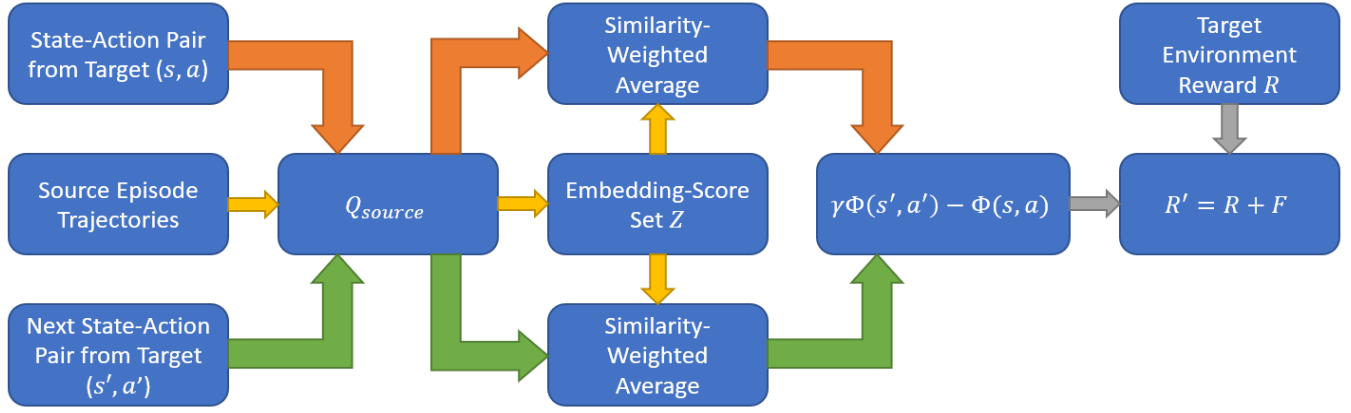 State-Action Pair
from Target (s, a)
Similarity-
Weighted
Average
Target
Environment
Reward R
Source Episode
Trajectories
Q_source
Embedding-Score
Set Z
γΦ(s′, a′) − Φ(s, a)
R′ = R + F
Next State-Action
Pair from Target
(s′, a′)
Similarity-
Weighted
Average